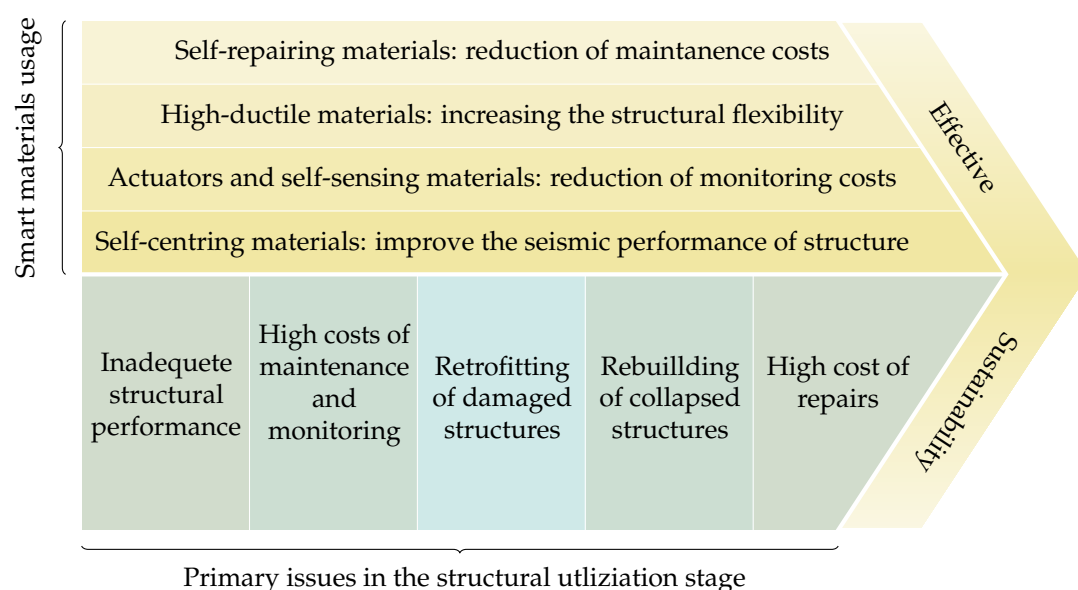 Smart materials usage
Self-repairing materials: reduction of maintanence costs
High-ductile materials: increasing the structural flexibility
Actuators and self-sensing materials: reduction of monitoring costs
Self-centring materials: improve the seismic performance of structure
Effective
Sustainability
Inadequete
structural
performance
High costs of
maintenance
and
monitoring
Retrofitting
of damaged
structures
Rebuillding
of collapsed
structures
High cost of
repairs
Primary issues in the structural utliziation stage